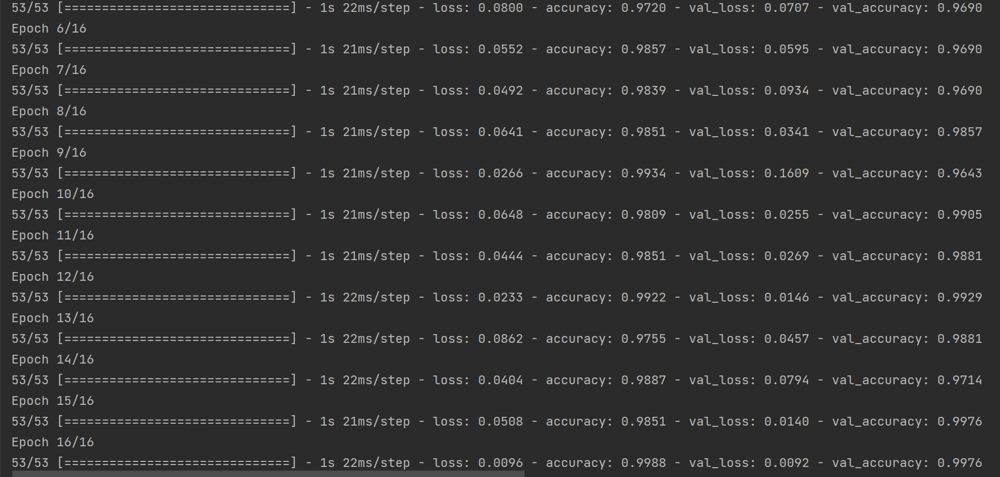 53/53 [==============================] - 1s 22ms/step - loss: 0.0800 - accuracy: 0.9720 - val_loss: 0.0707 - val_accuracy: 0.9690
Epoch 6/16
53/53 [==============================] - 1s 21ms/step - loss: 0.0552 - accuracy: 0.9857 - val_loss: 0.0595 - val_accuracy: 0.9690
Epoch 7/16
53/53 [==============================] - 1s 21ms/step - loss: 0.0492 - accuracy: 0.9839 - val_loss: 0.0934 - val_accuracy: 0.9690
Epoch 8/16
53/53 [==============================] - 1s 21ms/step - loss: 0.0641 - accuracy: 0.9851 - val_loss: 0.0341 - val_accuracy: 0.9857
Epoch 9/16
53/53 [==============================] - 1s 21ms/step - loss: 0.0266 - accuracy: 0.9934 - val_loss: 0.1609 - val_accuracy: 0.9643
Epoch 10/16
53/53 [==============================] - 1s 21ms/step - loss: 0.0648 - accuracy: 0.9809 - val_loss: 0.0255 - val_accuracy: 0.9905
Epoch 11/16
53/53 [==============================] - 1s 21ms/step - loss: 0.0444 - accuracy: 0.9851 - val_loss: 0.0269 - val_accuracy: 0.9881
Epoch 12/16
53/53 [==============================] - 1s 22ms/step - loss: 0.0233 - accuracy: 0.9922 - val_loss: 0.0146 - val_accuracy: 0.9929
Epoch 13/16
53/53 [==============================] - 1s 22ms/step - loss: 0.0862 - accuracy: 0.9755 - val_loss: 0.0457 - val_accuracy: 0.9881
Epoch 14/16
53/53 [==============================] - 1s 22ms/step - loss: 0.0404 - accuracy: 0.9887 - val_loss: 0.0794 - val_accuracy: 0.9714
Epoch 15/16
53/53 [==============================] - 1s 21ms/step - loss: 0.0508 - accuracy: 0.9851 - val_loss: 0.0140 - val_accuracy: 0.9976
Epoch 16/16
53/53 [==============================] - 1s 22ms/step - loss: 0.0096 - accuracy: 0.9988 - val_loss: 0.0092 - val_accuracy: 0.9976